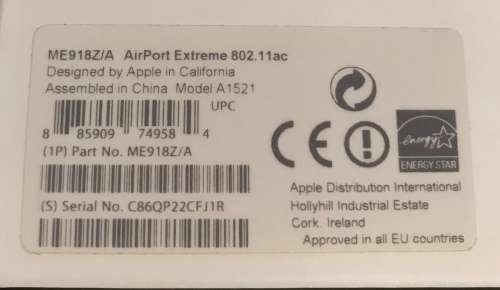 ME918Z/A AirPort Extreme 802.11ac
Designed by Apple in California
Assembled in China Model A1521
UPC
8 85909 74958 4
(1P) Part No. ME918Z/A
(S) Serial No. C86QP22CFJ1R
CE
energy
ENERGY STAR
Apple Distribution International
Hollyhill Industrial Estate
Cork. Ireland
Approved in all EU countries